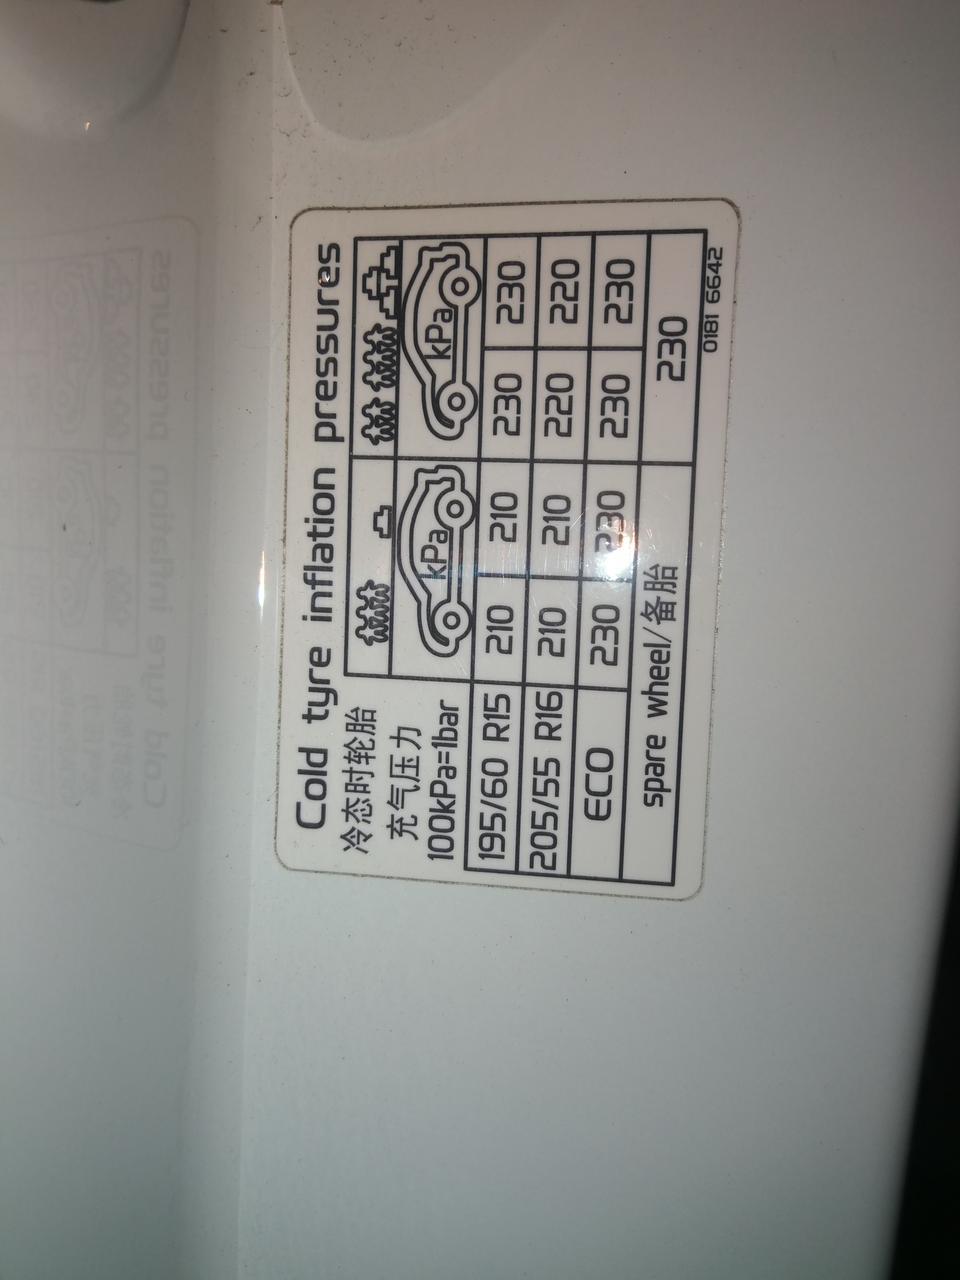 Cold tyre inflation pressures
冷态时轮胎
充气压力
100kPa=1bar
kPa kPa
195/60 R15 210 210 230 230
205/55 R16 210 210 220 220
ECO 230 230 230 230
spare wheel/备胎 230
0181 6642